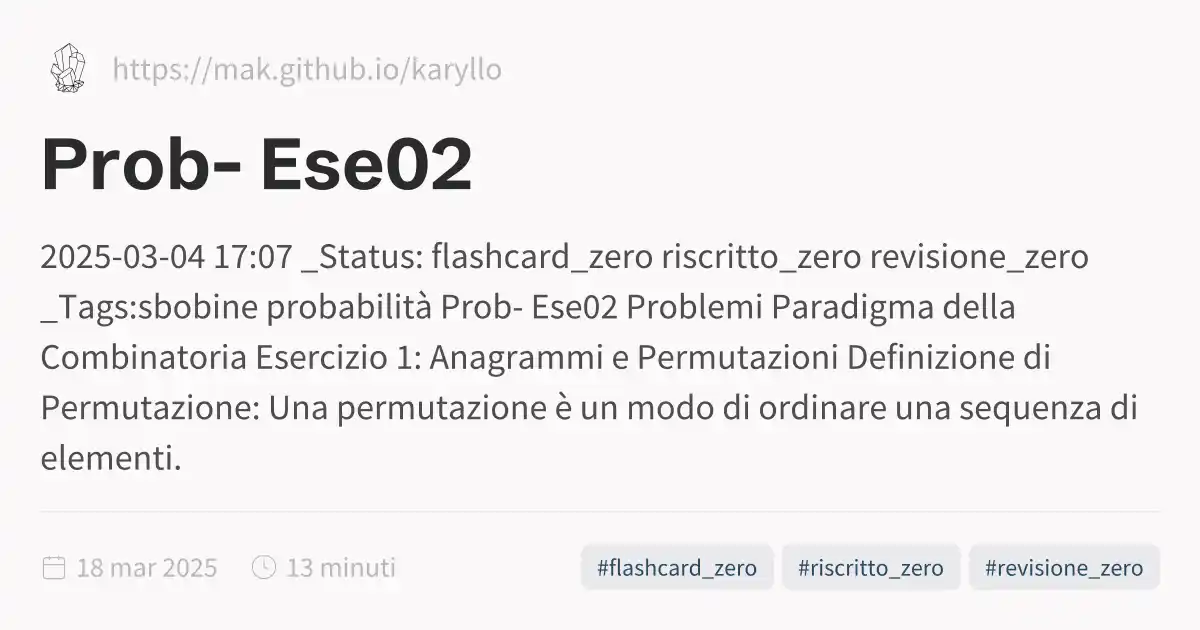 https://mak.github.io/karyllo
Prob- Ese02
2025-03-04 17:07 _Status: flashcard_zero riscritto_zero revisione_zero
_Tags:sbobine probabilità Prob- Ese02 Problemi Paradigma della
Combinatoria Esercizio 1: Anagrammi e Permutazioni Definizione di
Permutazione: Una permutazione è un modo di ordinare una sequenza di
elementi.
18 mar 2025 13 minuti #flashcard_zero #riscritto_zero #revisione_zero